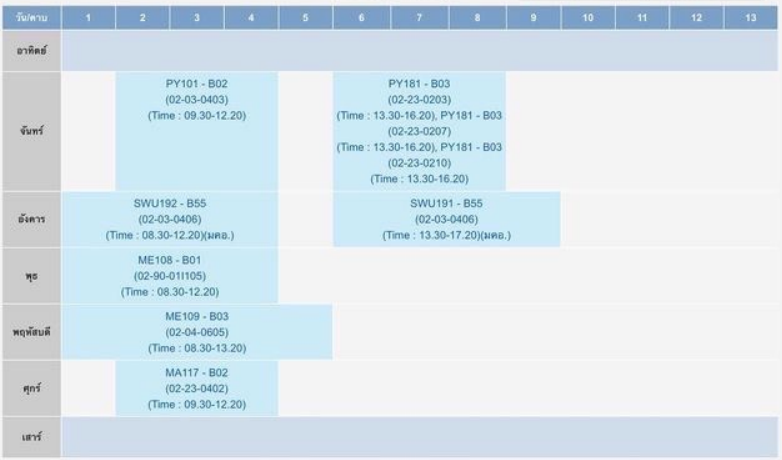 วัน/คาบ 1 2 3 4 5 6 7 8 9 10 11 12 13
อาทิตย์
จันทร์
PY101 - B02
(02-03-0403)
(Time : 09.30-12.20)
PY181 - B03
(02-23-0203)
(Time : 13.30-16.20), PY181 - B03
(02-23-0207)
(Time : 13.30-16.20), PY181 - B03
(02-23-0210)
(Time : 13.30-16.20)
อังคาร
SWU192 - B55
(02-03-0406)
(Time : 08.30-12.20)(มศอ.)
SWU191 - B55
(02-03-0406)
(Time : 13.30-17.20)(มศอ.)
พุธ
ME108 - B01
(02-90-01I105)
(Time : 08.30-12.20)
พฤหัสบดี
ME109 - B03
(02-04-0605)
(Time : 08.30-13.20)
ศุกร์
MA117 - B02
(02-23-0402)
(Time : 09.30-12.20)
เสาร์